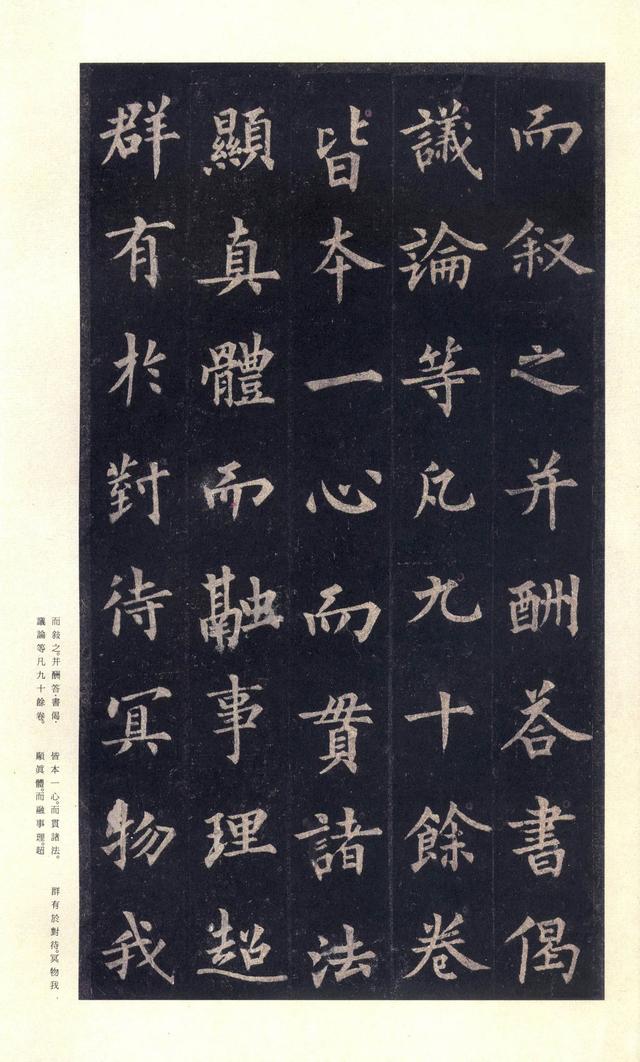 而叙之并酬荅書偈
議論等凡九十餘卷
皆本一心而貫諸法
顯真體而融事理超
群有於對待冥物我
而敍之。并酬答・書偈・
議論等凡九十餘卷。
皆本一心。而貫諸法。
顯眞體。而融事理。超
群有於對待。冥物我・